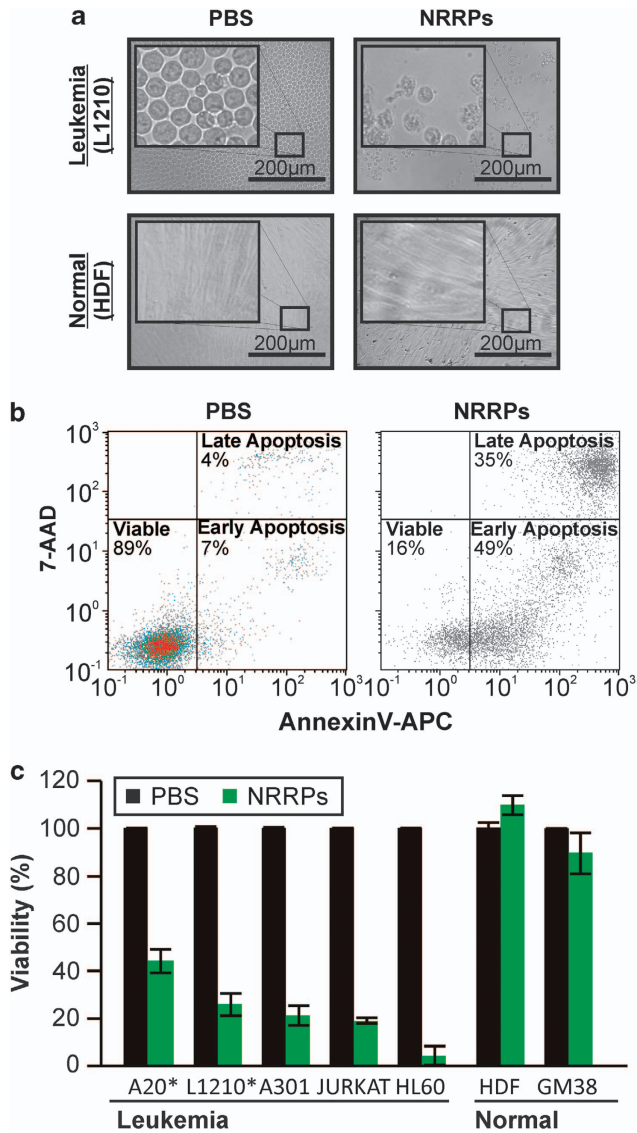 a
PBS NRRPs
Leukemia
(L1210)
200µm 200µm
Normal
(HDF)
200µm 200µm
b
PBS NRRPs
7-AAD
10³
10²
10¹
10⁰
10⁻¹
Late Apoptosis
4%
Viable
89%
Early Apoptosis
7%
Late Apoptosis
35%
Viable
16%
Early Apoptosis
49%
10⁻¹ 10⁰ 10¹ 10² 10³ 10⁻¹ 10⁰ 10¹ 10² 10³
AnnexinV-APC
c
Viability (%)
120
100
80
60
40
20
0
PBS NRRPs
A20* L1210* A301 JURKAT HL60 HDF GM38
Leukemia Normal